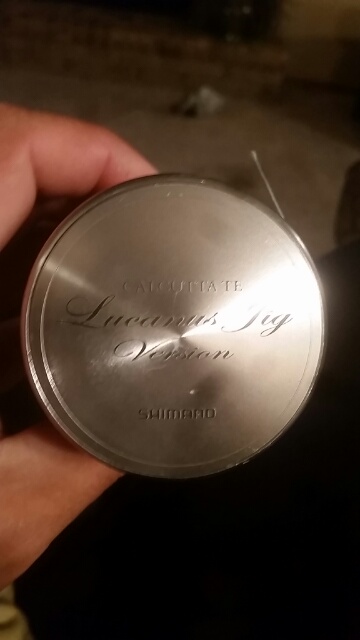 CALCUTTA TE
Lucanus Jig
Version
SHIMANO